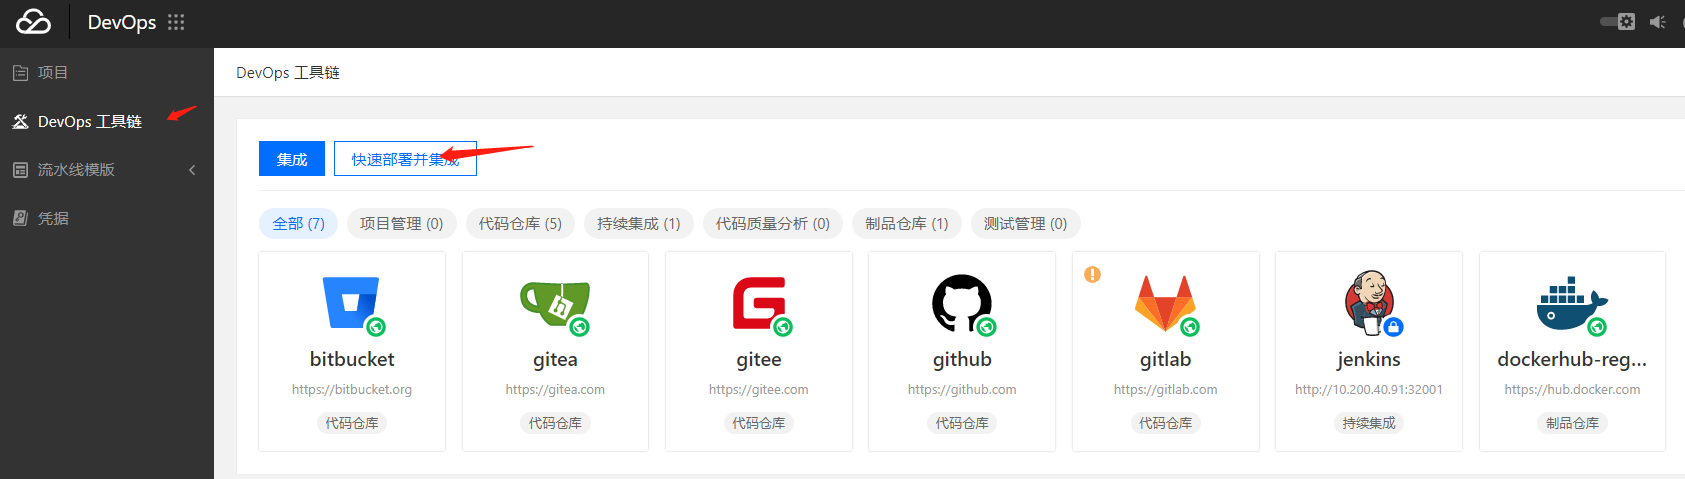 DevOps
项目
DevOps 工具链
流水线模版
凭据
DevOps 工具链
集成 快速部署并集成
全部 (7) 项目管理 (0) 代码仓库 (5) 持续集成 (1) 代码质量分析 (0) 制品仓库 (1) 测试管理 (0)
bitbucket gitea gitee github gitlab jenkins dockerhub-reg...
https://bitbucket.org https://gitea.com https://gitee.com https://github.com https://gitlab.com http://10.200.40.91:32001 https://hub.docker.com
代码仓库 代码仓库 代码仓库 代码仓库 代码仓库 持续集成 制品仓库